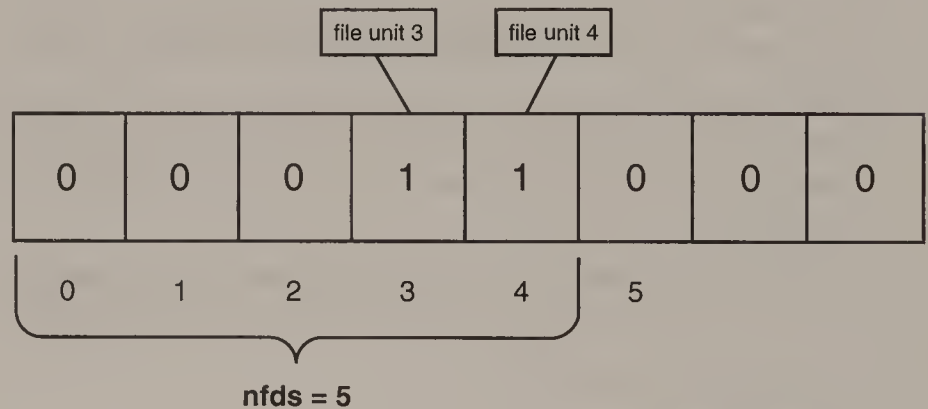 file unit 3 file unit 4
0 0 0 1 1 0 0 0
0 1 2 3 4 5
nfds = 5